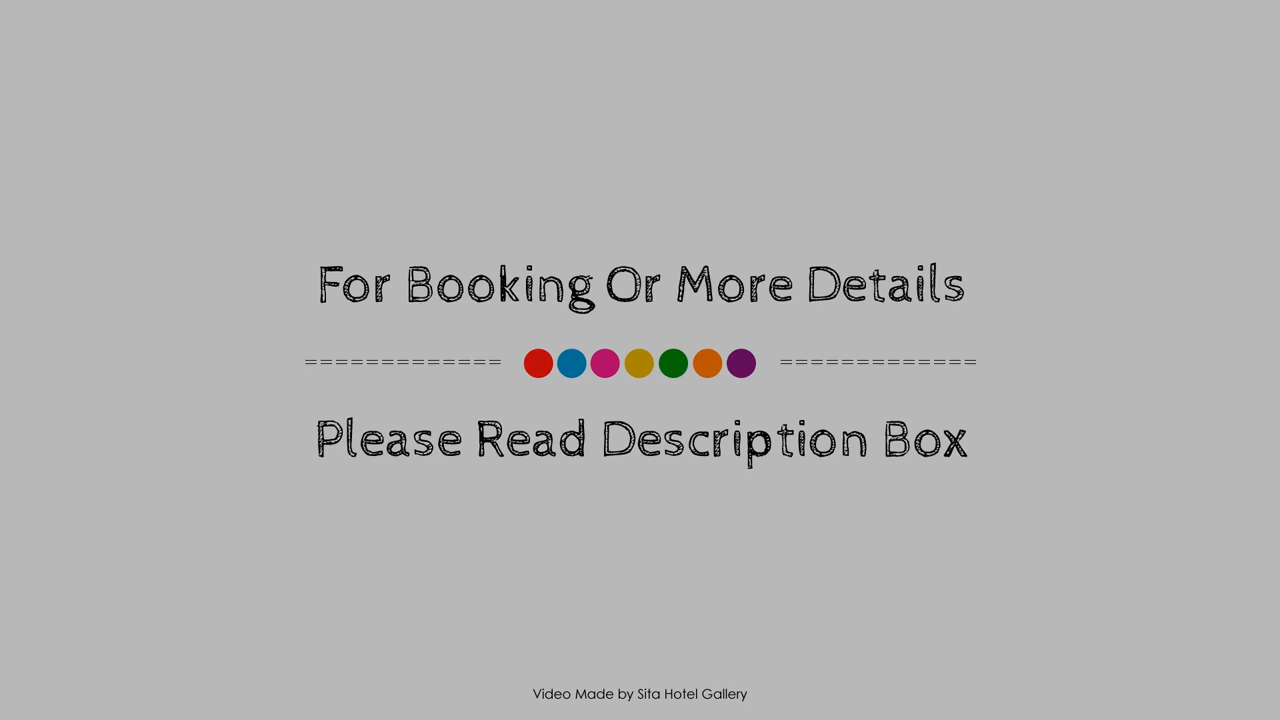 For Booking Or More Details
============= =============
Please Read Description Box
Video Made by Sita Hotel Gallery